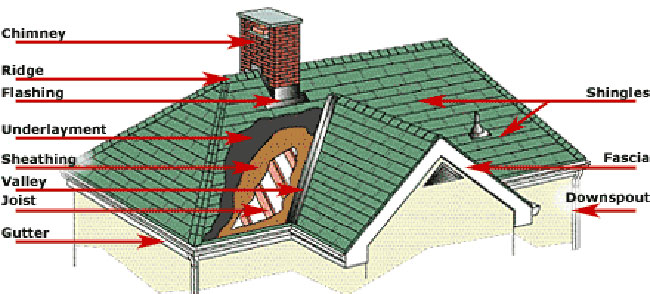 Chimney
Ridge
Flashing
Underlayment
Sheathing
Valley
Joist
Gutter
Shingles
Fascia
Downspout